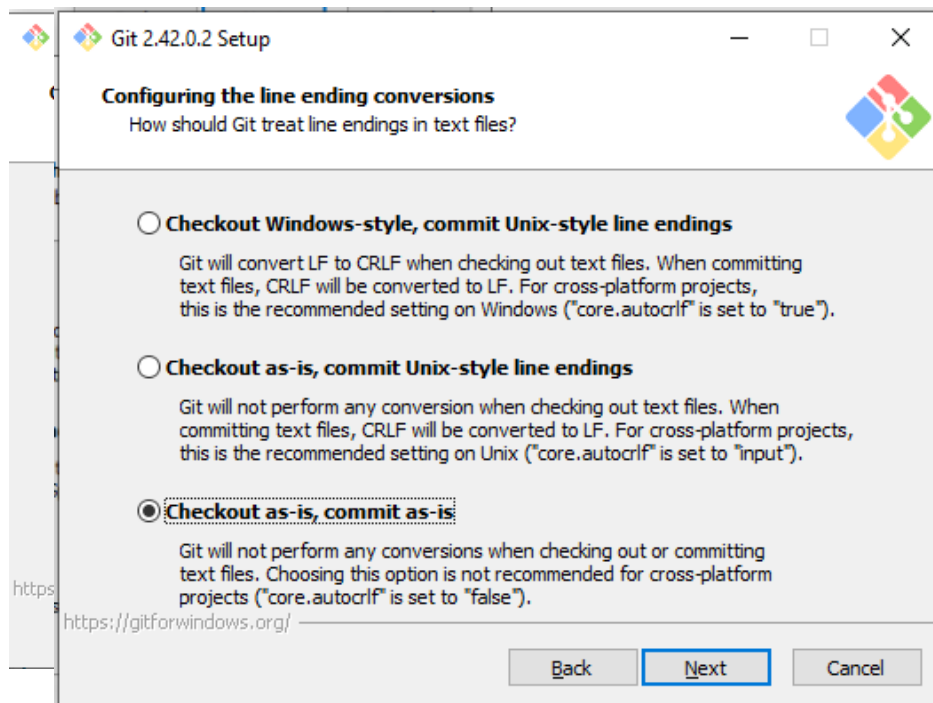 Git 2.42.0.2 Setup
Configuring the line ending conversions
How should Git treat line endings in text files?
Checkout Windows-style, commit Unix-style line endings
Git will convert LF to CRLF when checking out text files. When committing
text files, CRLF will be converted to LF. For cross-platform projects,
this is the recommended setting on Windows ("core.autocrlf" is set to "true").
Checkout as-is, commit Unix-style line endings
Git will not perform any conversion when checking out text files. When
committing text files, CRLF will be converted to LF. For cross-platform projects,
this is the recommended setting on Unix ("core.autocrlf" is set to "input").
Checkout as-is, commit as-is
Git will not perform any conversions when checking out or committing
text files. Choosing this option is not recommended for cross-platform
projects ("core.autocrlf" is set to "false").
https
https://gitforwindows.org/
Back Next Cancel